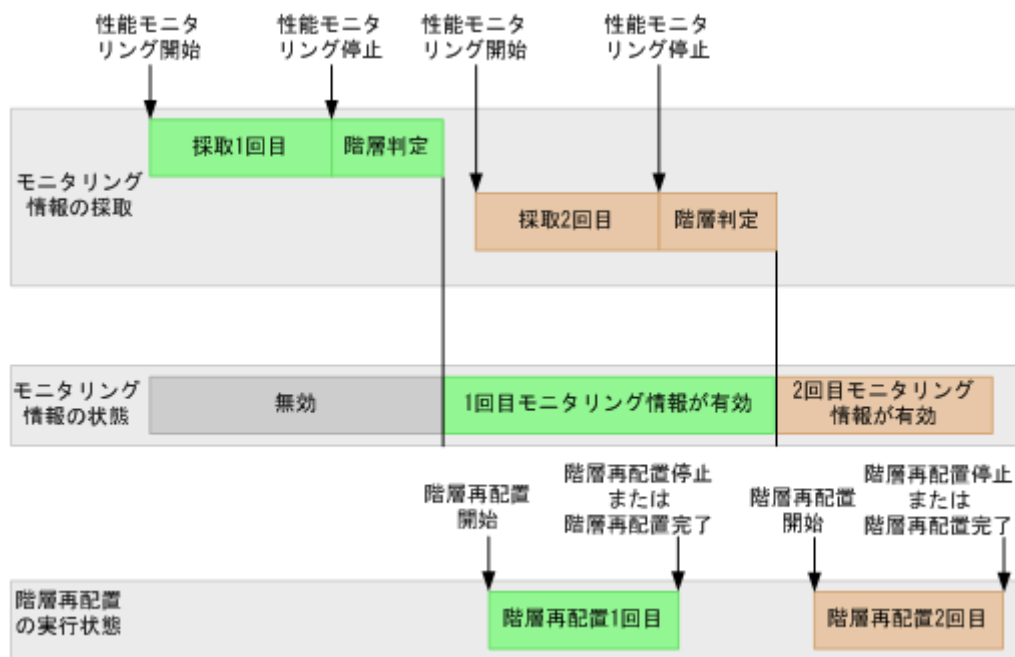 性能モニタ
リング開始
性能モニタ
リング停止
性能モニタ
リング開始
性能モニタ
リング停止
モニタリング
情報の採取
採取1回目
階層判定
採取2回目
階層判定
モニタリング
情報の状態
無効
1回目モニタリング情報が有効
2回目モニタリング
情報が有効
階層再配置
開始
階層再配置停止
または
階層再配置完了
階層再配置
開始
階層再配置停止
または
階層再配置完了
階層再配置
の実行状態
階層再配置1回目
階層再配置2回目